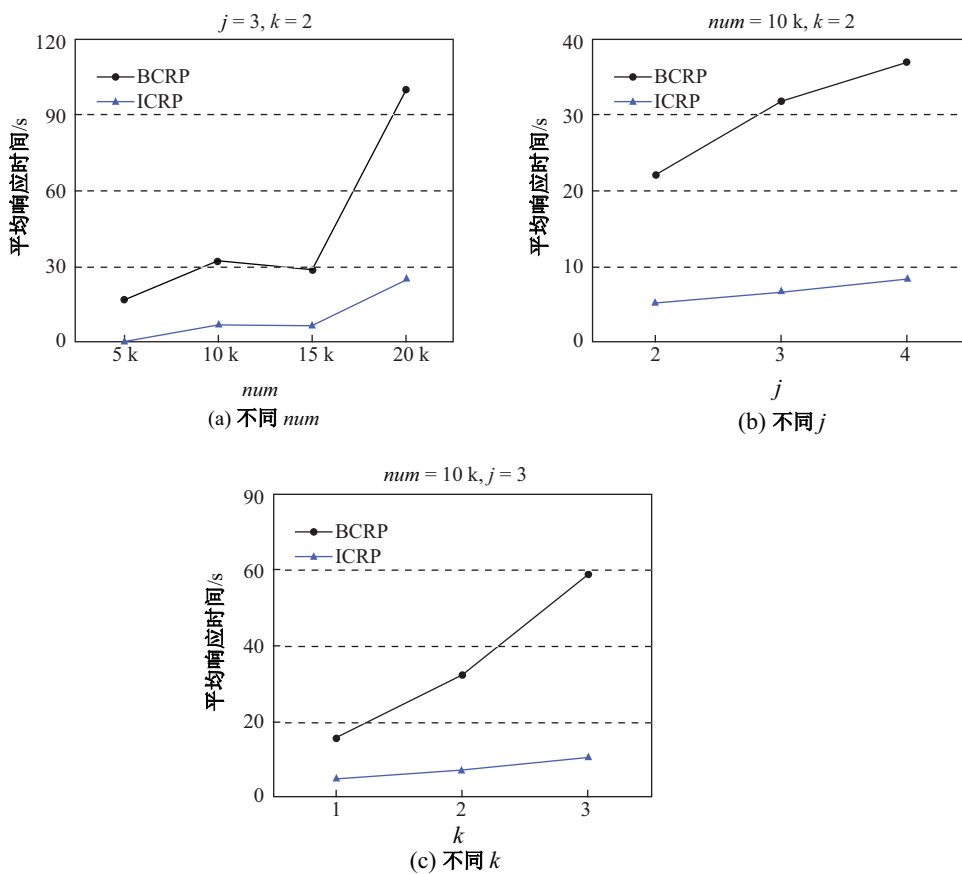 j = 3, k = 2
120
90
60
30
0
平均响应时间/s
BCRP
ICRP
5 k 10 k 15 k 20 k
num
(a) 不同 num
num = 10 k, k = 2
40
30
20
10
0
平均响应时间/s
BCRP
ICRP
2 3 4
j
(b) 不同 j
num = 10 k, j = 3
90
60
40
20
0
平均响应时间/s
BCRP
ICRP
1 2 3
k
(c) 不同 k